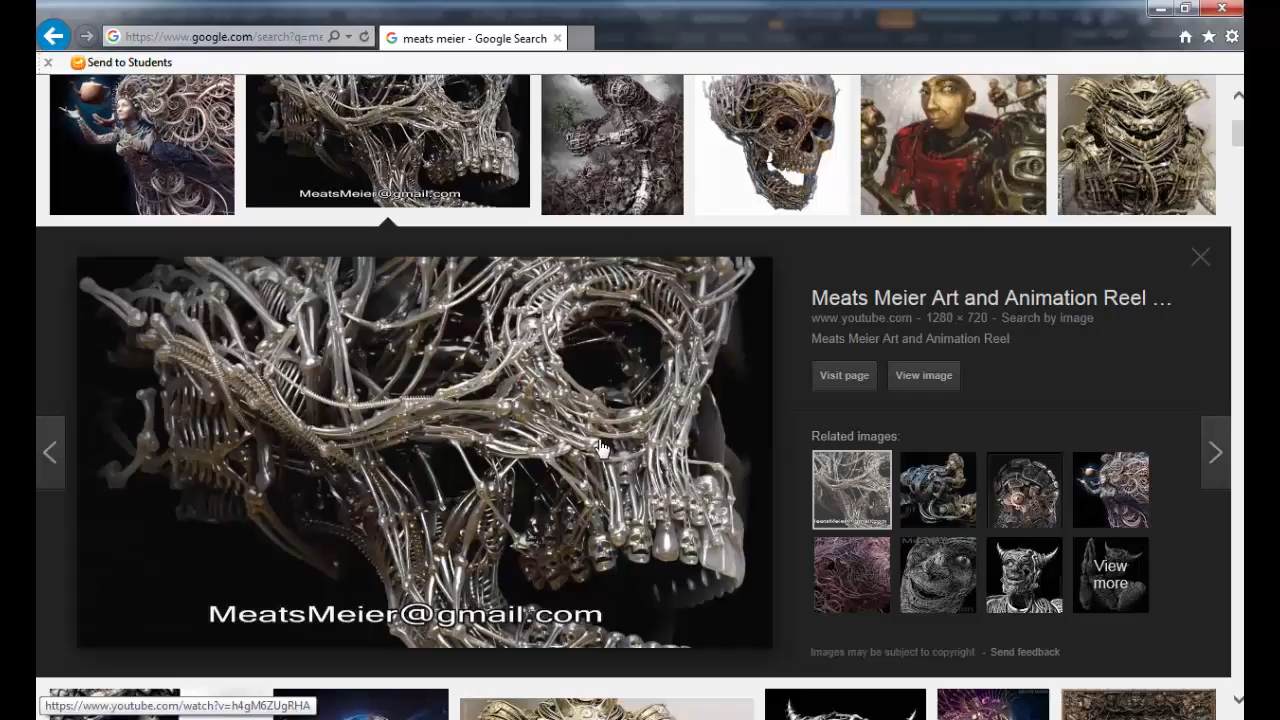 https://www.google.com/search?q=me
meats meier - Google Search
Send to Students
MeatsMeier@gmail.com
Meats Meier Art and Animation Reel ...
www.youtube.com - 1280 × 720 - Search by image
Meats Meier Art and Animation Reel
Visit page
View image
Related images:
MeatsMeier@gmail.com
View more
MeatsMeier@gmail.com
Images may be subject to copyright. - Send feedback
https://www.youtube.com/watch?v=h4gM6ZUgRHA